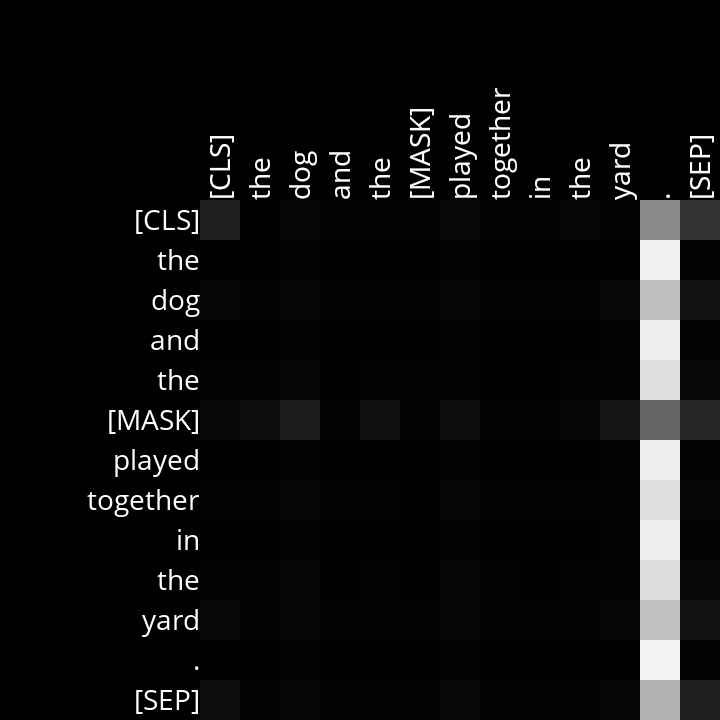 [CLS] the dog and the [MASK] played together in the yard . [SEP]
[CLS]
the
dog
and
the
[MASK]
played
together
in
the
yard
.
[SEP]